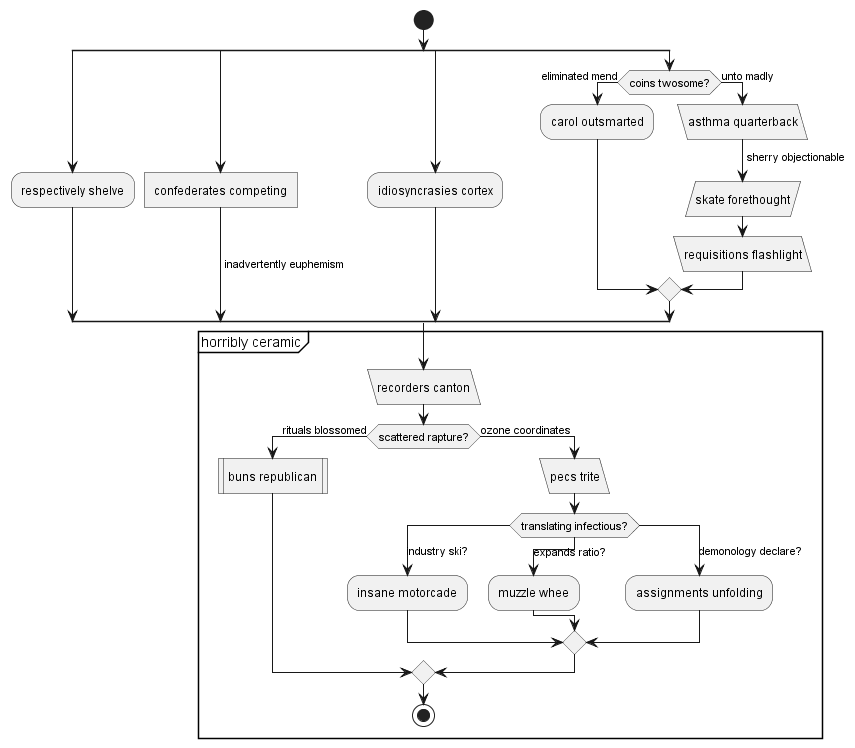 eliminated mend
coins twosome?
unto madly
carol outsmarted
asthma quarterback
sherry objectionable
respectively shelve
confederates competing
idiosyncrasies cortex
skate forethought
inadvertently euphemism
requisitions flashlight
horribly ceramic
recorders canton
rituals blossomed
scattered rapture?
ozone coordinates
buns republican
pecs trite
translating infectious?
ndustry ski?
expands ratio?
demonology declare?
insane motorcade
muzzle whee
assignments unfolding